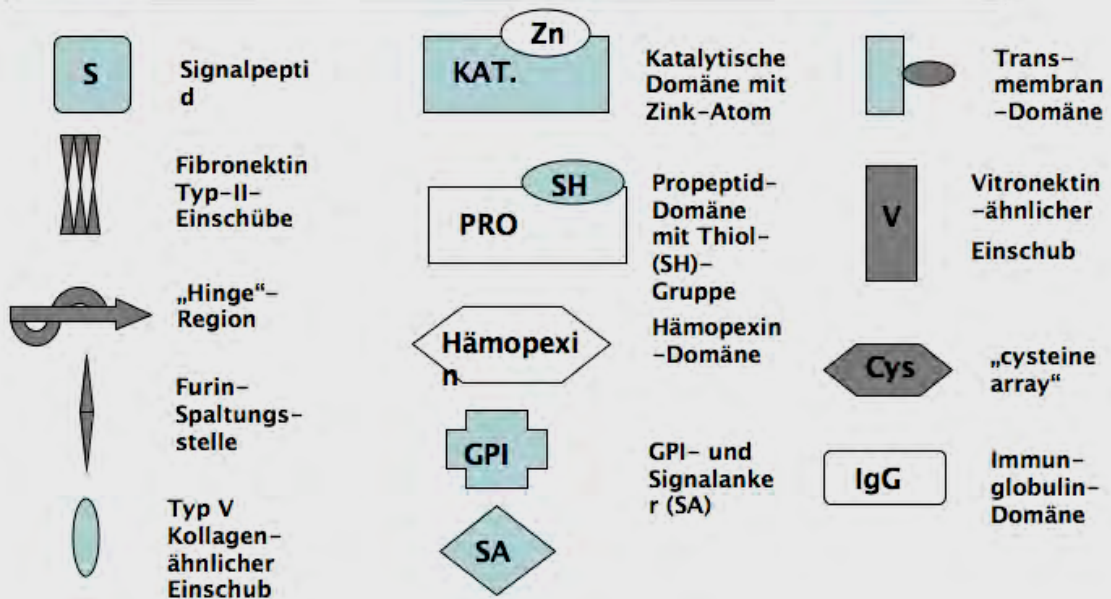 S
Signalpepti
d
Fibronektin
Typ-II-
Einschübe
„Hinge“-
Region
Furin-
Spaltungs-
stelle
Typ V
Kollagen-
ähnlicher
Einschub
Zn
KAT.
Katalytische
Domäne mit
Zink-Atom
SH
PRO
Propeptid-
Domäne
mit Thiol-
(SH)-
Gruppe
Hämopexi
n
Hämopexin
-Domäne
GPI
GPI- und
Signalanke
r (SA)
SA
Trans-
membran
-Domäne
V
Vitronektin
-ähnlicher
Einschub
Cys
„cysteine
array“
IgG
Immun-
globulin-
Domäne